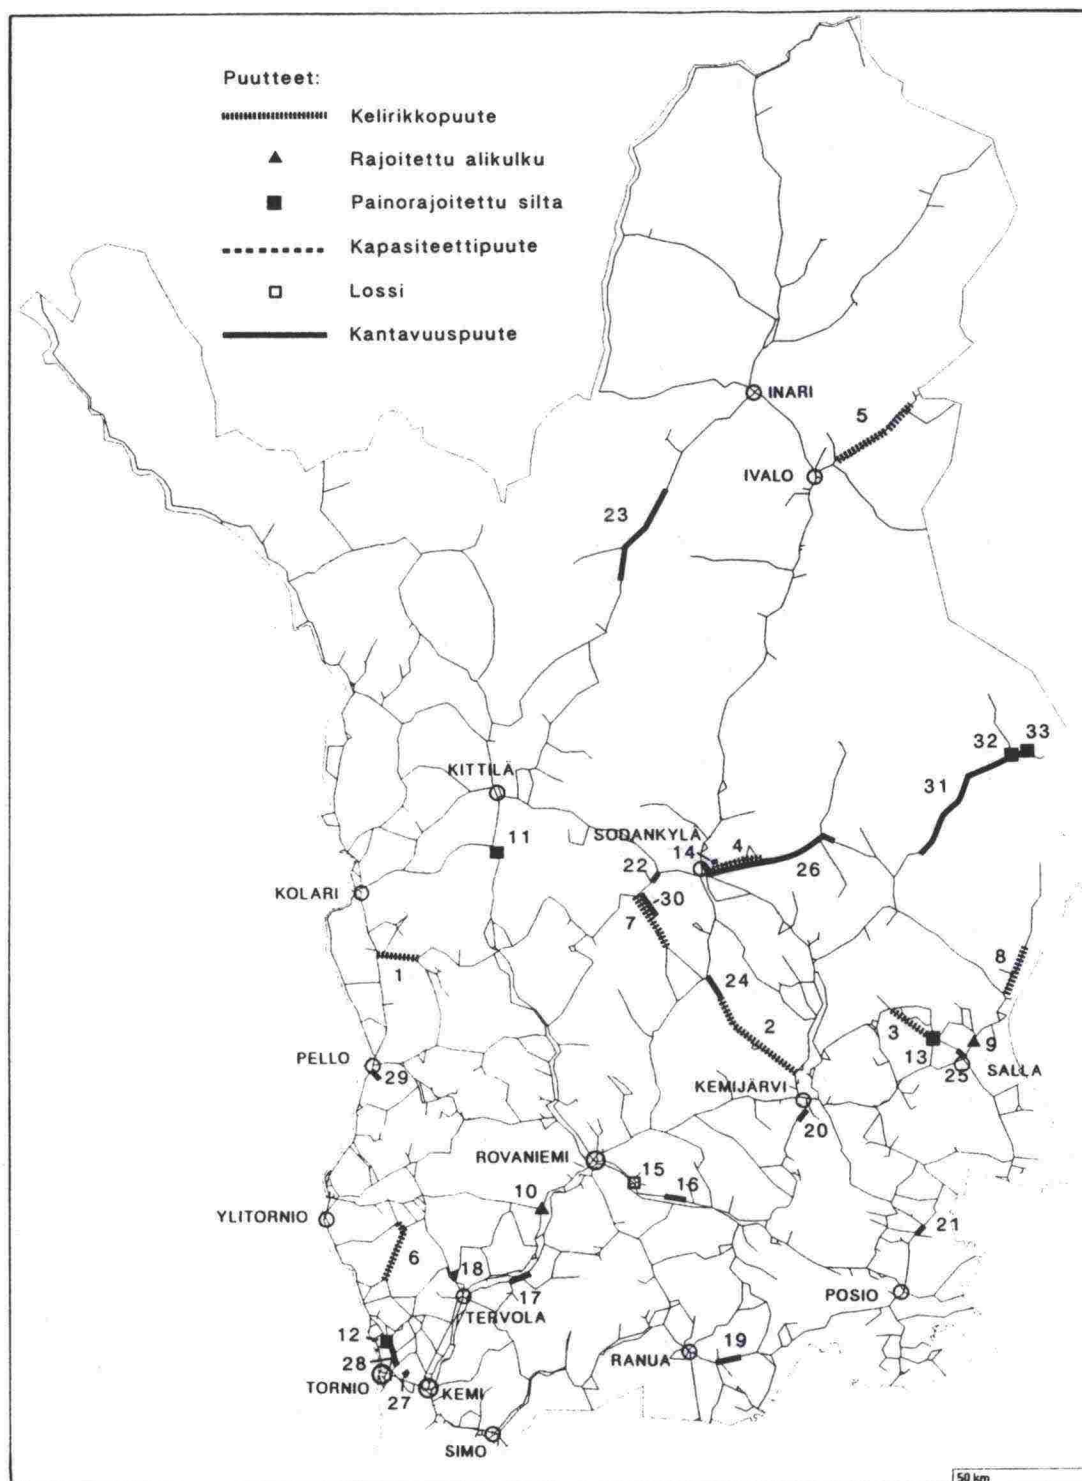 Puutteet:
Kelirikkopuute
Rajoitettu alikulku
Painorajoitettu silta
Kapasiteettipuute
Lossi
Kantavuuspuute
INARI
5
IVALO
23
33
32
KITTILÄ
31
SODANKYLÄ
11
4
14
22
26
KOLARI
30
7
8
1
24
2
3
9
PELLO
13
29
25
SALLA
KEMIJÄRVI
20
ROVANIEMI
15
10
16
YLITORNIO
21
6
18
17
POSIO
TERVOLA
12
19
28
RANUA
TORNIO
27
KEMI
SIMO
50 km